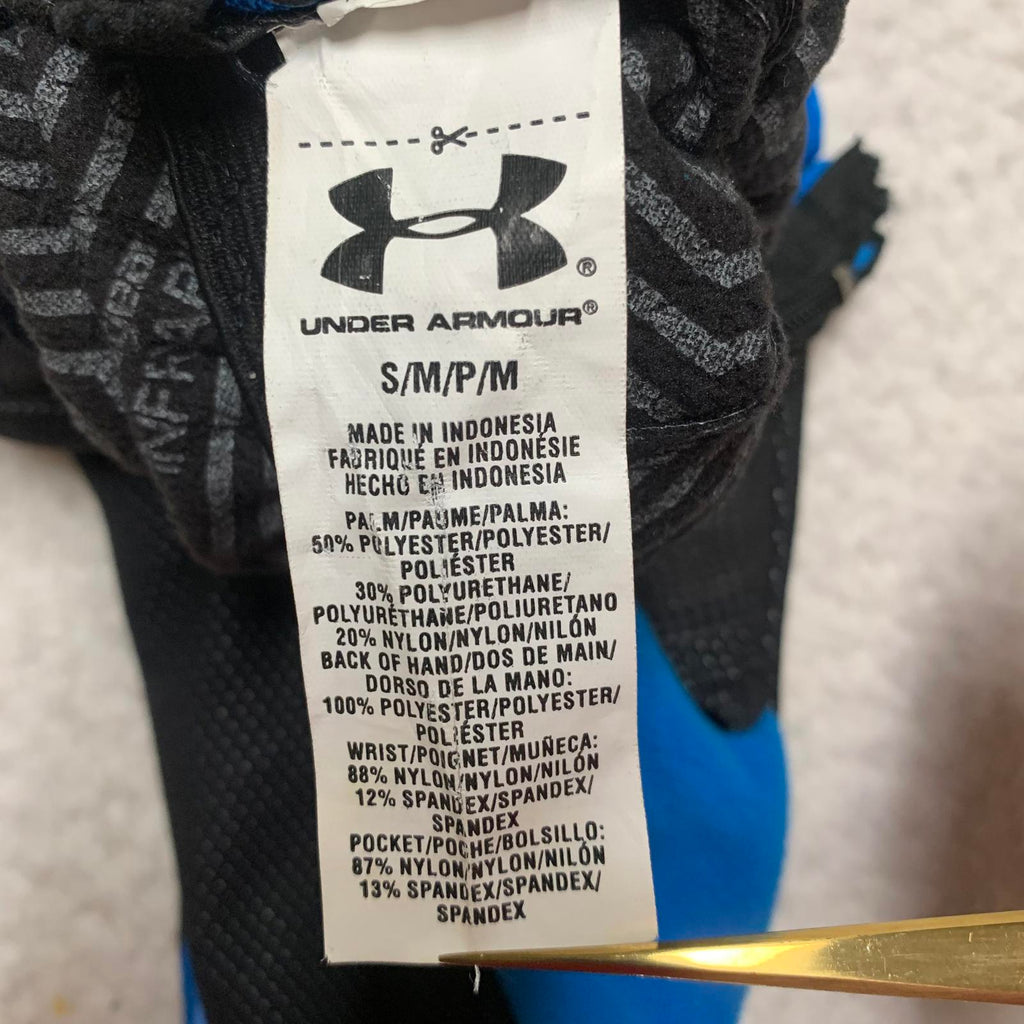 UNDER ARMOUR®
S/M/P/M
MADE IN INDONESIA
FABRIQUÉ EN INDONÉSIE
HECHO EN INDONESIA
PALM/PAUME/PALMA:
50% POLYESTER/POLYESTER/
POLIÉSTER
30% POLYURETHANE/
POLYURÉTHANE/POLIURETANO
20% NYLON/NYLON/NILÓN
BACK OF HAND/DOS DE MAIN/
DORSO DE LA MANO:
100% POLYESTER/POLYESTER/
POLIÉSTER
WRIST/POIGNET/MUÑECA:
88% NYLON/NYLON/NILÓN
12% SPANDEX/SPANDEX/
SPANDEX
POCKET/POCHE/BOLSILLO:
87% NYLON/NYLON/NILÓN
13% SPANDEX/SPANDEX/
SPANDEX